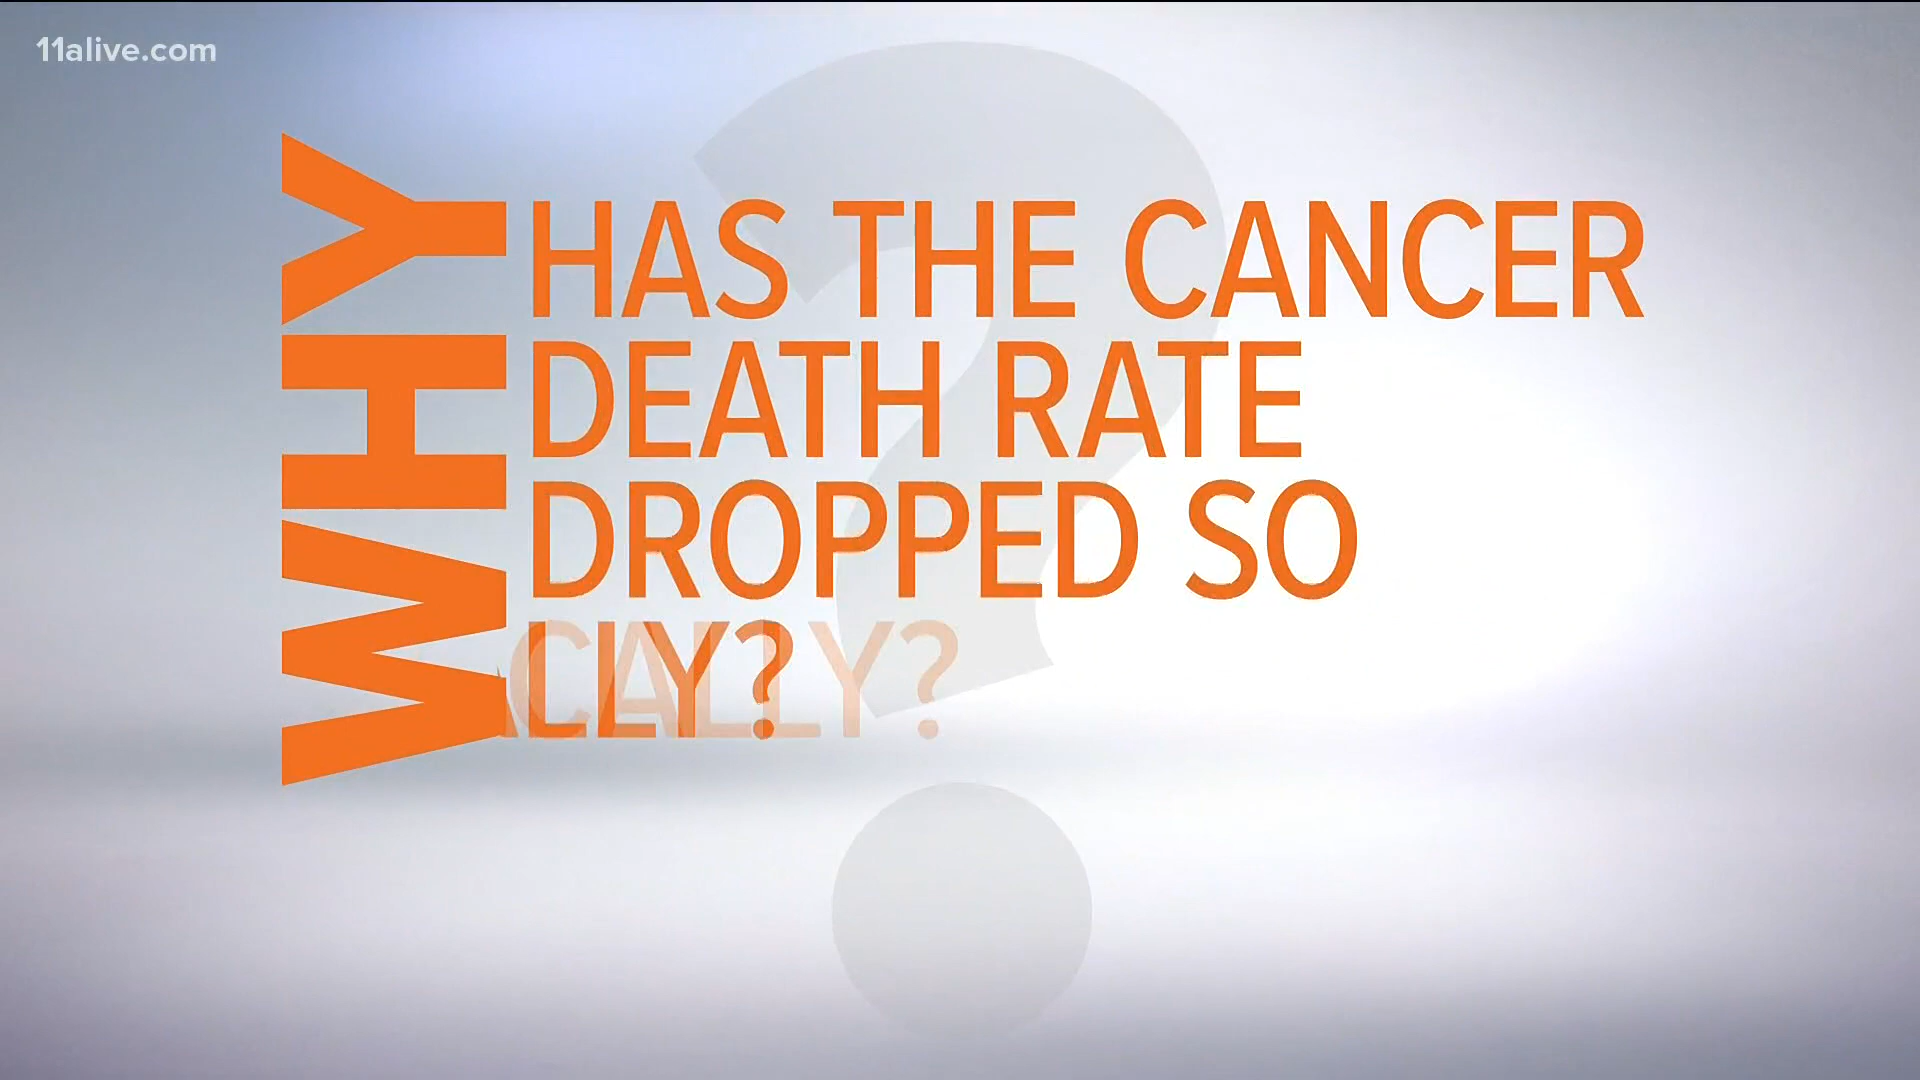 11alive.com
WHY
HAS THE CANCER
DEATH RATE
DROPPED SO